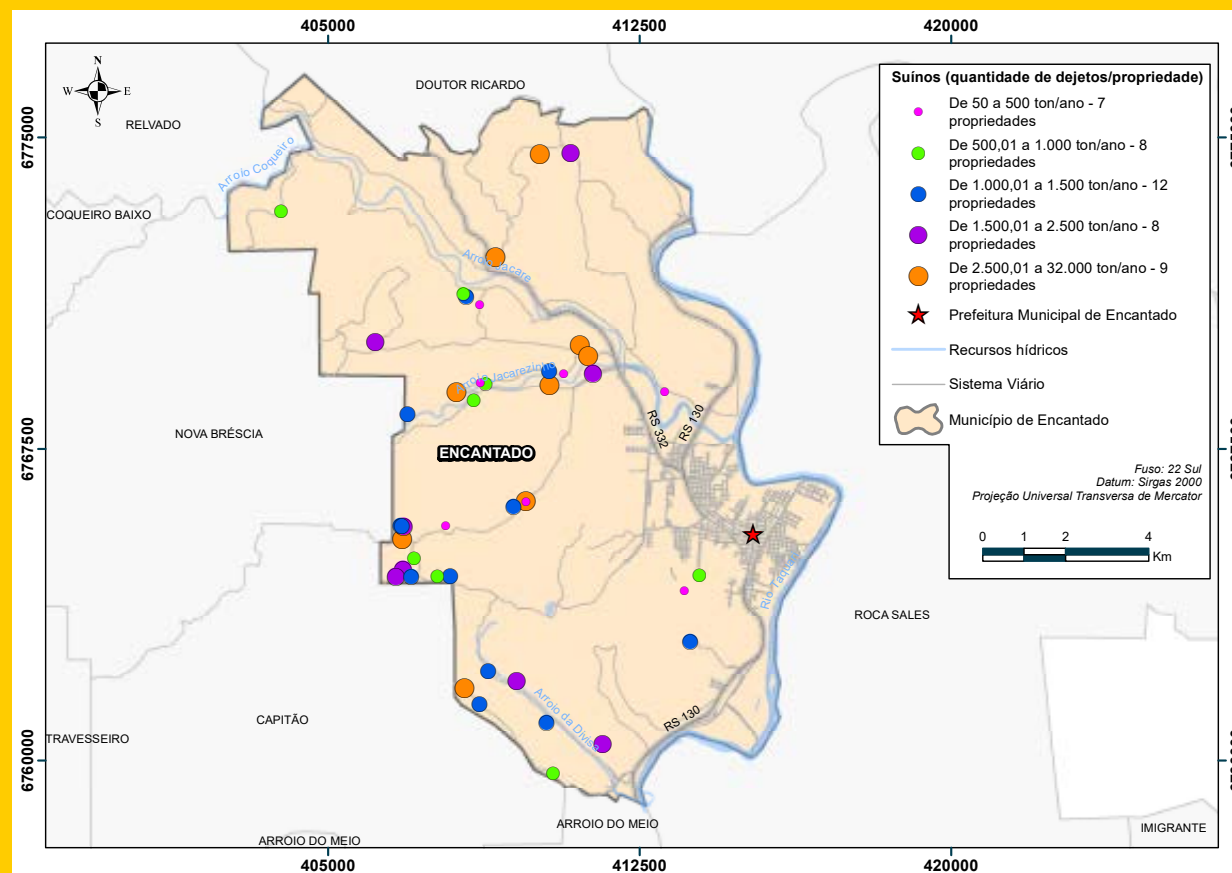 405000
412500
420000
N
W
E
S
DOUTOR RICARDO
RELVADO
6775000
Arroio Coqueiro
COQUEIRO BAIXO
Suínos (quantidade de dejetos/propriedade)
De 50 a 500 ton/ano - 7
propriedades
De 500,01 a 1.000 ton/ano - 8
propriedades
De 1.000,01 a 1.500 ton/ano - 12
propriedades
De 1.500,01 a 2.500 ton/ano - 8
propriedades
De 2.500,01 a 32.000 ton/ano - 9
propriedades
Prefeitura Municipal de Encantado
Recursos hídricos
Sistema Viário
Município de Encantado
Fuso: 22 Sul
Datum: Sirgas 2000
Projeção Universal Transversa de Mercator
0
1
2
4
Km
Arroio Jacarezinho
NOVA BRÉSCIA
6767500
ENCANTADO
RS 332
RS 130
ROCA SALES
CAPITÃO
TRAVESSEIRO
Arroio da Divisa
RS 130
6760000
ARROIO DO MEIO
ARROIO DO MEIO
IMIGRANTE
405000
412500
420000